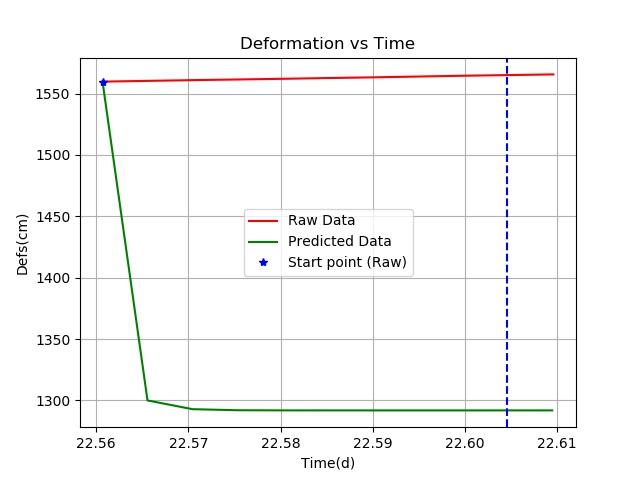 Deformation vs Time
Defs(cm)
1550
1500
1450
1400
1350
1300
Raw Data
Predicted Data
Start point (Raw)
22.56 22.57 22.58 22.59 22.60 22.61
Time(d)